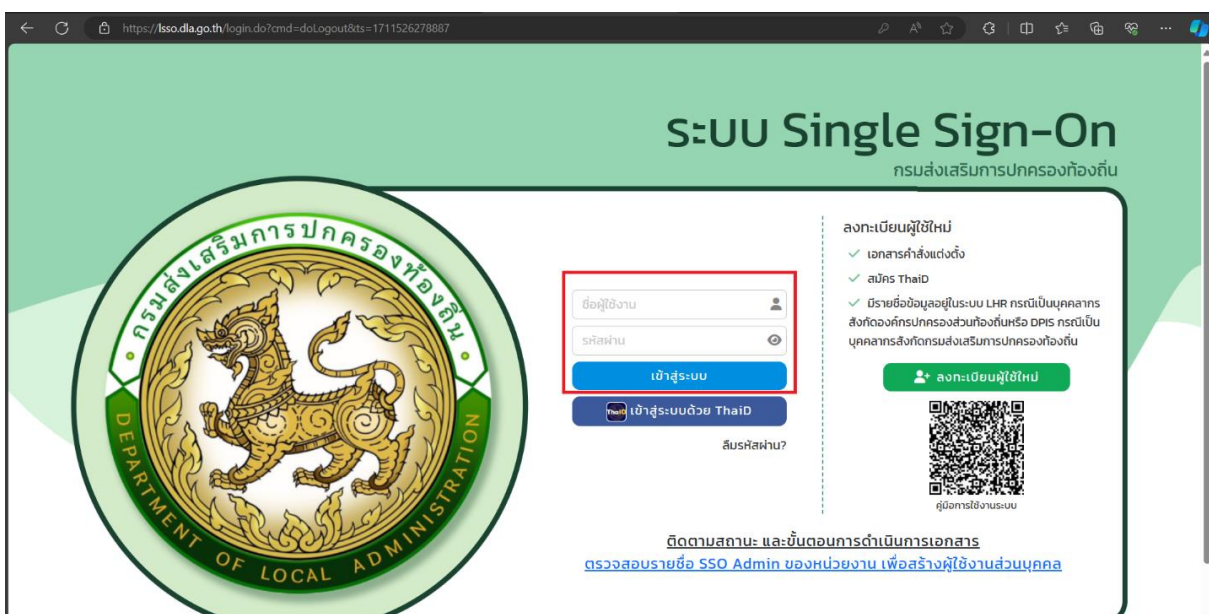 https://lsso.dla.go.th/login.do?cmd=doLogout&ts=1711526278887
ระบบ Single Sign-On
กรมส่งเสริมการปกครองท้องถิ่น
กรมส่งเสริมการปกครองท้องถิ่น
DEPARTMENT OF LOCAL ADMINISTRATION
ชื่อผู้ใช้งาน
รหัสผ่าน
เข้าสู่ระบบ
ThaiD เข้าสู่ระบบด้วย ThaiD
ลืมรหัสผ่าน?
ลงทะเบียนผู้ใช้ใหม่
เอกสารคำสั่งแต่งตั้ง
สมัคร ThaiD
มีรายชื่อข้อมูลอยู่ในระบบ LHR กรณีเป็นบุคลากร
สังกัดองค์กรปกครองส่วนท้องถิ่นหรือ DPIS กรณีเป็น
บุคลากรสังกัดกรมส่งเสริมการปกครองท้องถิ่น
ลงทะเบียนผู้ใช้ใหม่
คู่มือการใช้งานระบบ
ติดตามสถานะ และขั้นตอนการดำเนินการเอกสาร
ตรวจสอบรายชื่อ SSO Admin ของหน่วยงาน เพื่อสร้างผู้ใช้งานส่วนบุคคล